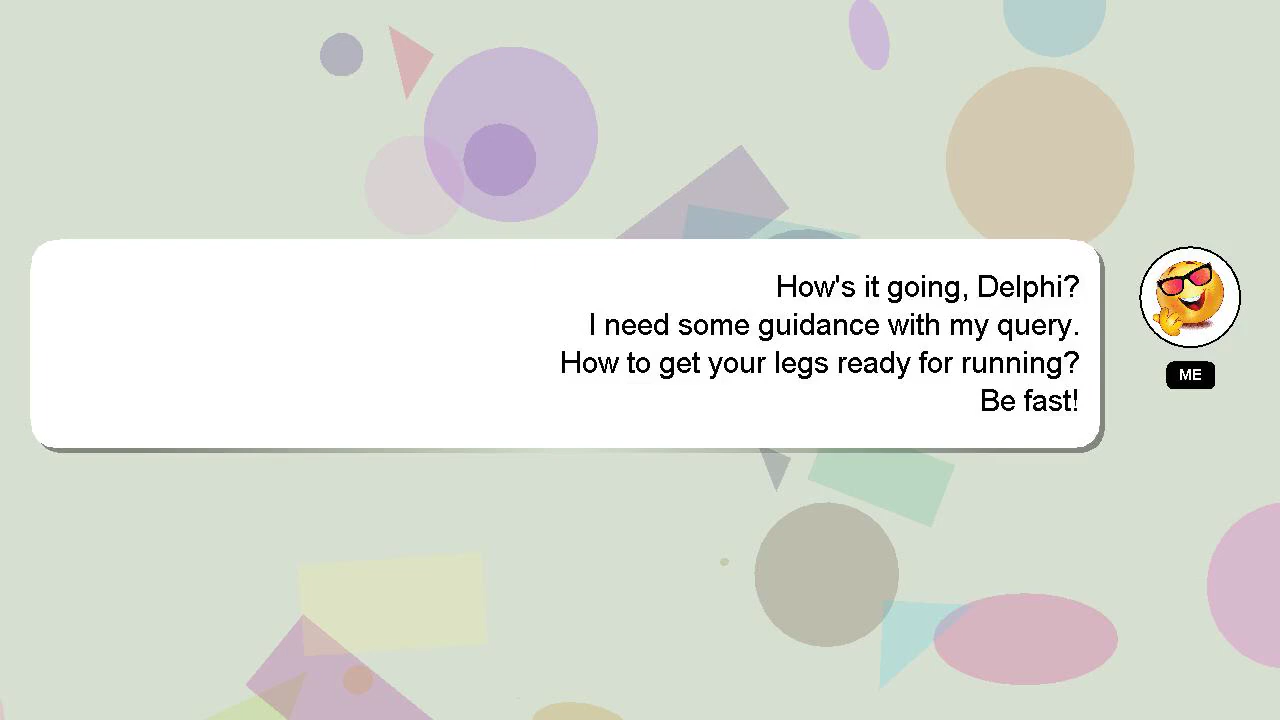 How's it going, Delphi?
I need some guidance with my query.
How to get your legs ready for running?
Be fast!
ME